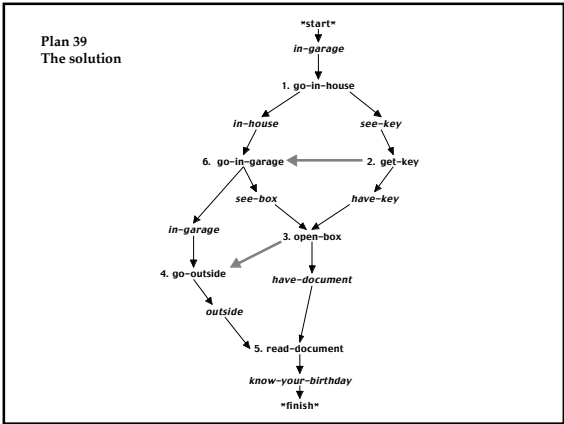 Plan 39
The solution
*start*
in-garage
1. go-in-house
in-house
see-key
6. go-in-garage
2. get-key
see-box
have-key
in-garage
3. open-box
4. go-outside
have-document
outside
5. read-document
know-your-birthday
*finish*